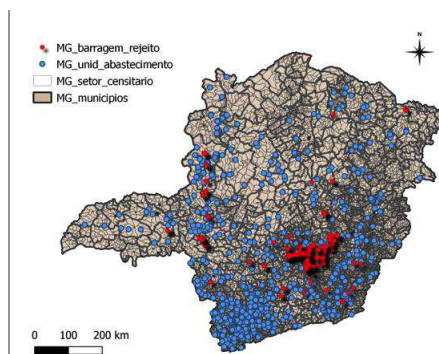 N
MG_barragem_rejeito
MG_unid_abastecimento
MG_setor_censitario
MG_municipios
0 100 200 km